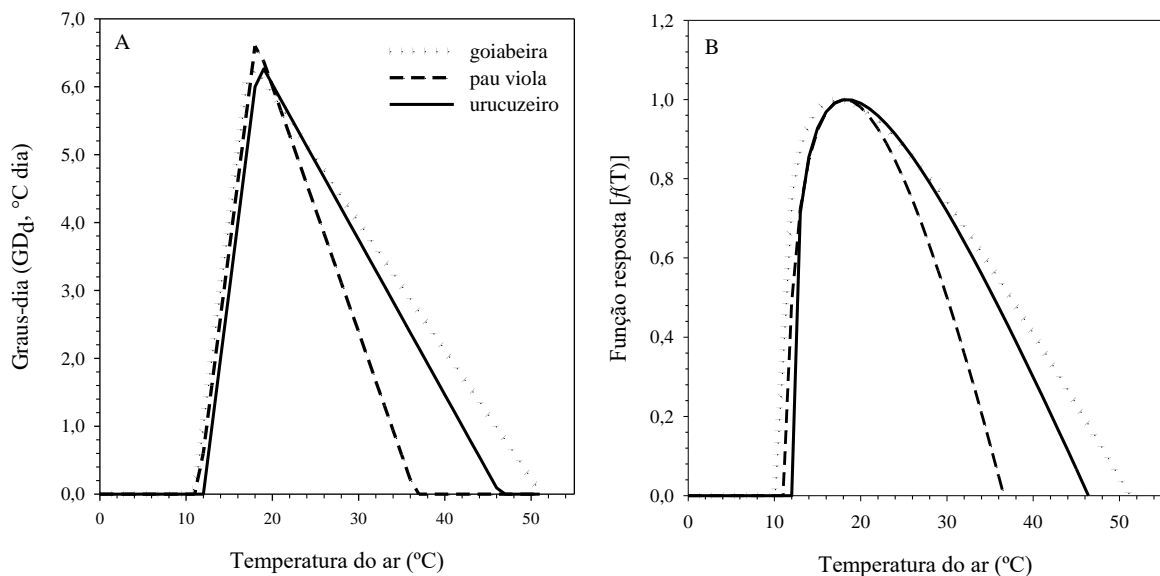 A
goiabeira
pau viola
urucuzeiro
Graus-dia (GDd, °C dia)
7,0
6,0
5,0
4,0
3,0
2,0
1,0
0,0
0 10 20 30 40 50
Temperatura do ar (ºC)
B
Função resposta [f(T)]
1,2
1,0
0,8
0,6
0,4
0,2
0,0
0 10 20 30 40 50
Temperatura do ar (ºC)